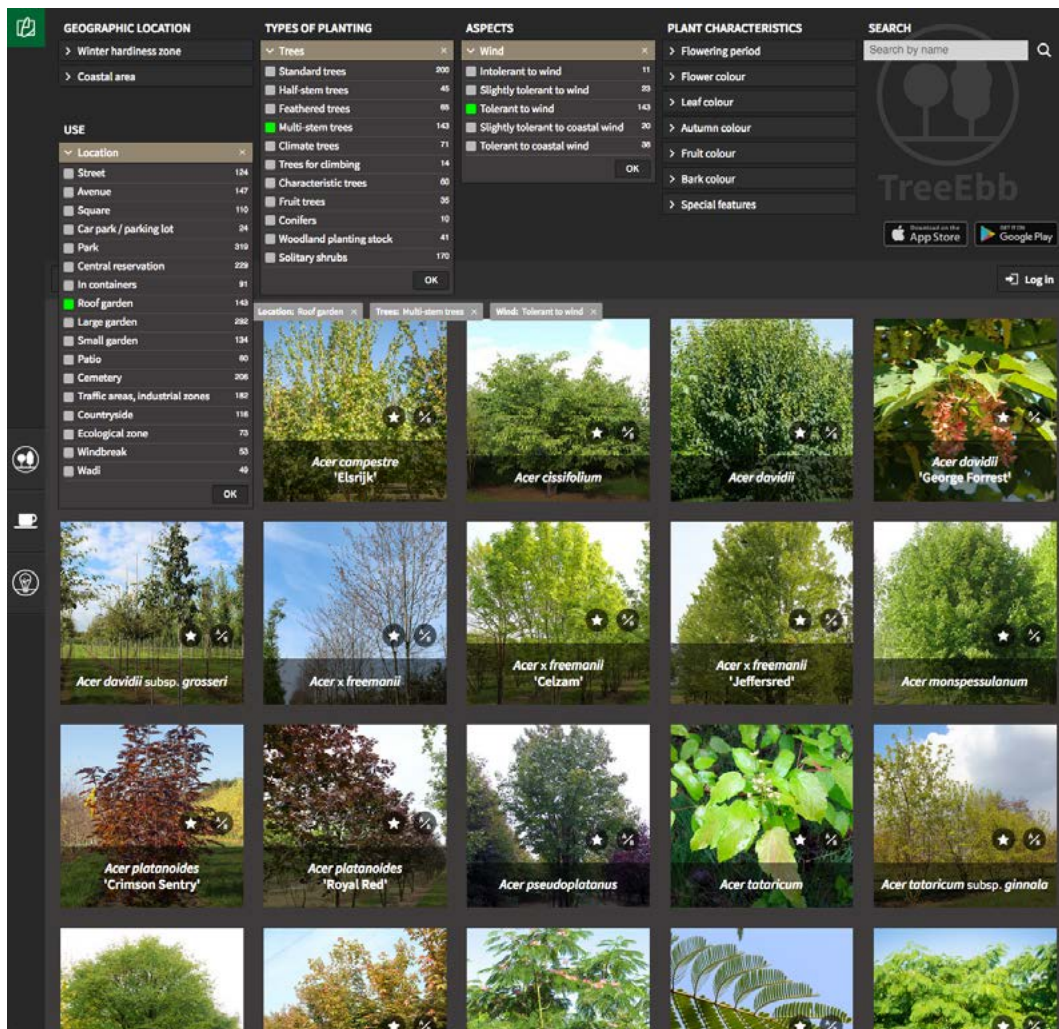 GEOGRAPHIC LOCATION
> Winter hardiness zone
> Coastal area
USE
Location ×
Street 124
Avenue 147
Square 110
Car park / parking lot 24
Park 319
Central reservation 229
In containers 91
Roof garden 143
Large garden 292
Small garden 134
Patio 60
Cemetery 206
Traffic areas, industrial zones 182
Countryside 116
Ecological zone 73
Windbreak 53
Wadi 49
OK
TYPES OF PLANTING
Trees ×
Standard trees 200
Half-stem trees 45
Feathered trees 65
Multi-stem trees 143
Climate trees 71
Trees for climbing 14
Characteristic trees 60
Fruit trees 35
Conifers 10
Woodland planting stock 41
Solitary shrubs 170
OK
ASPECTS
Wind ×
Intolerant to wind 11
Slightly tolerant to wind 23
Tolerant to wind 143
Slightly tolerant to coastal wind 20
Tolerant to coastal wind 38
OK
PLANT CHARACTERISTICS
> Flowering period
> Flower colour
> Leaf colour
> Autumn colour
> Fruit colour
> Bark colour
> Special features
SEARCH
Search by name
TreeEbb
Download on the
App Store
GET IT ON
Google Play
Log in
Location: Roof garden × Trees: Multi-stem trees × Wind: Tolerant to wind ×
Acer campestre
'Elsrijk'
Acer cissifolium
Acer davidii
Acer davidii
'George Forrest'
Acer davidii subsp. grosseri
Acer x freemanii
Acer x freemanii
'Celzam'
Acer x freemanii
'Jeffersred'
Acer monspessulanum
Acer platanoides
'Crimson Sentry'
Acer platanoides
'Royal Red'
Acer pseudoplatanus
Acer tataricum
Acer tataricum subsp. ginnala